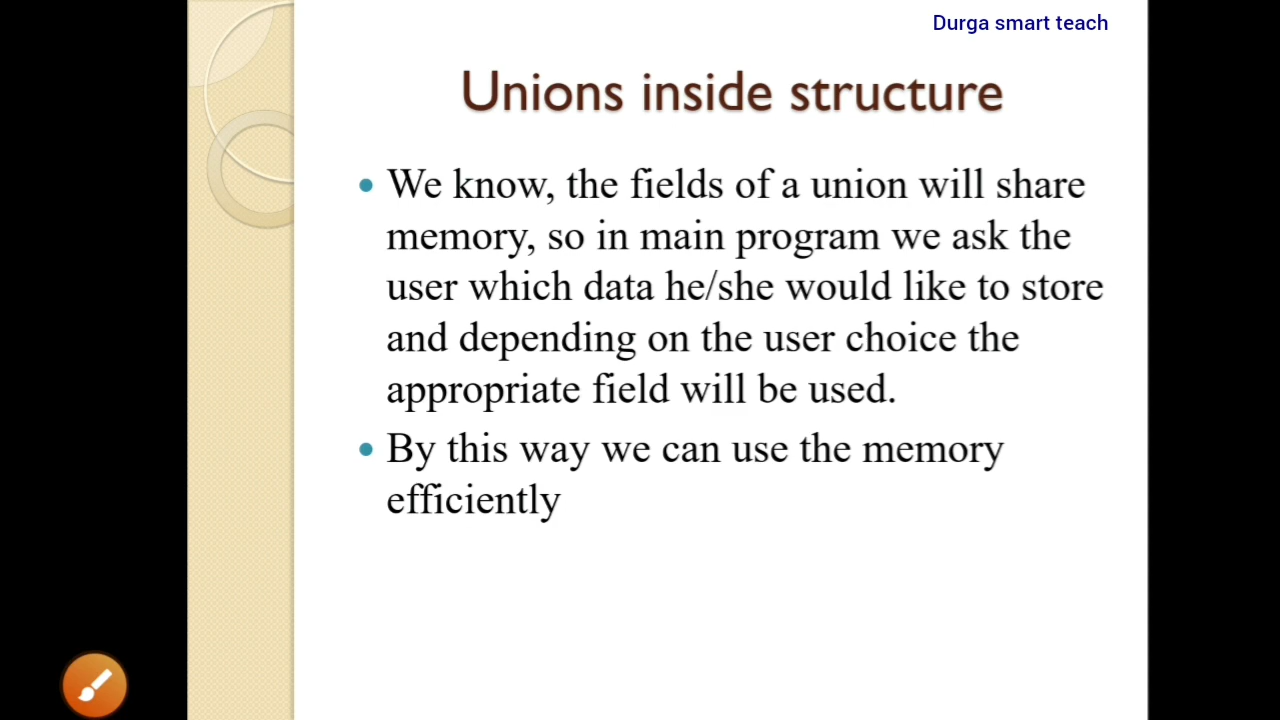 Durga smart teach
Unions inside structure
• We know, the fields of a union will share
memory, so in main program we ask the
user which data he/she would like to store
and depending on the user choice the
appropriate field will be used.
• By this way we can use the memory
efficiently